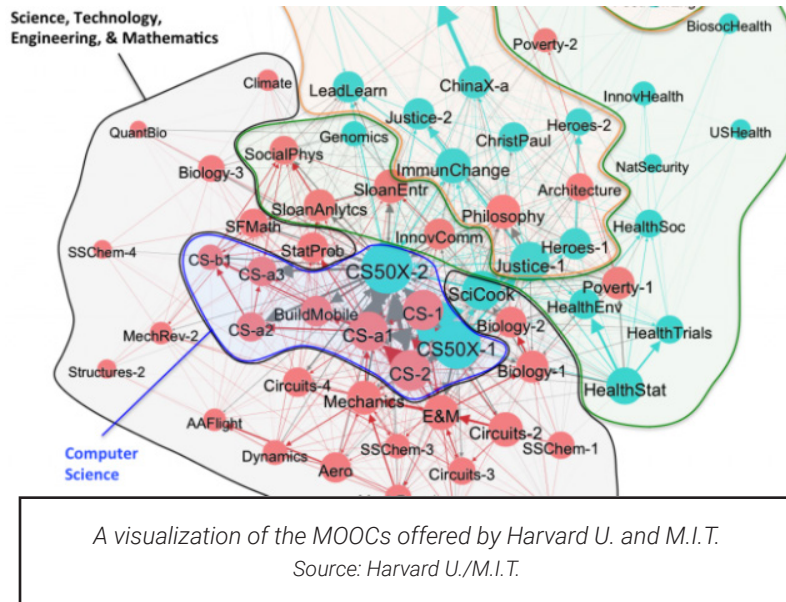 Science, Technology,
Engineering, & Mathematics
BiosocHealth
Poverty-2
Climate
LeadLearn
ChinaX-a
InnovHealth
QuantBio
Genomics
Justice-2
ChristPaul
Heroes-2
USHealth
SocialPhys
ImmunChange
NatSecurity
Biology-3
SloanEntr
Architecture
SloanAnlytcs
Philosophy
SFMath
InnovComm
HealthSoc
SSChem-4
StatProb
Heroes-1
CS-b1
CS-a3
CS50X-2
Justice-1
SciCook
Poverty-1
HealthEnv
BuildMobile
CS-1
Biology-2
MechRev-2
CS-a2
CS-a1
HealthTrials
CS50X-1
Structures-2
CS-2
Biology-1
Circuits-4
Mechanics
HealthStat
AAFlight
E&M
Circuits-2
Computer
Science
Dynamics
SSChem-3
SSChem-1
Aero
Circuits-3
A visualization of the MOOCs offered by Harvard U. and M.I.T.
Source: Harvard U./M.I.T.